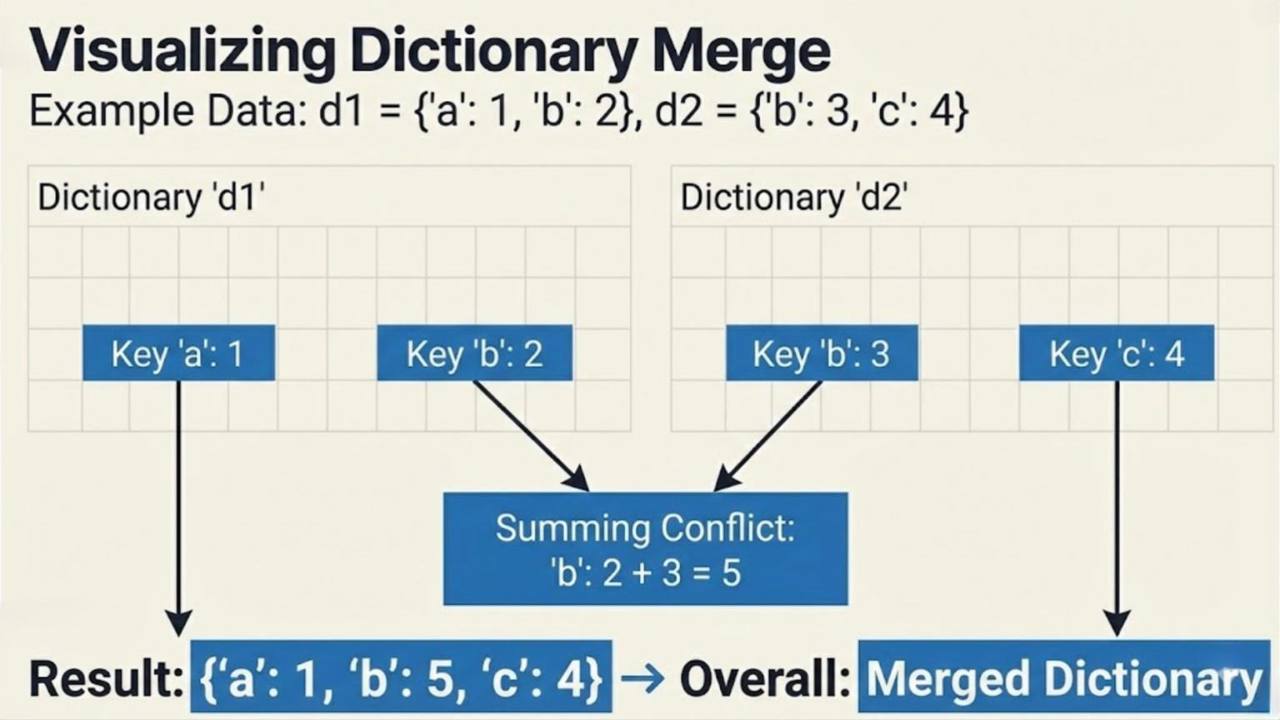 Visualizing Dictionary Merge
Example Data: d1 = {'a': 1, 'b': 2}, d2 = {'b': 3, 'c': 4}
Dictionary 'd1'
Dictionary 'd2'
Key 'a': 1
Key 'b': 2
Key 'b': 3
Key 'c': 4
Summing Conflict:
'b': 2 + 3 = 5
Result: {‘a’: 1, ‘b’: 5, ‘c’: 4} → Overall: Merged Dictionary